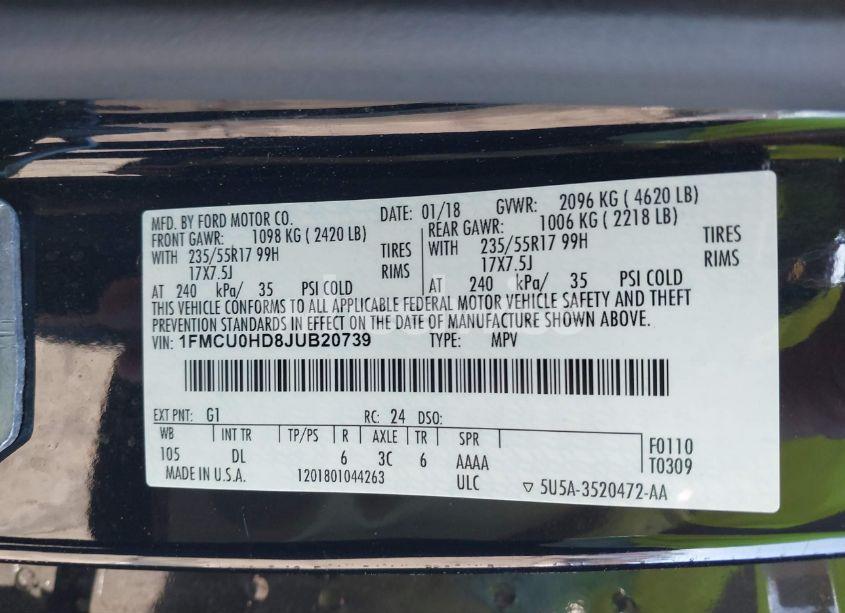 MFD. BY FORD MOTOR CO. DATE: 01/18 GVWR: 2096 KG ( 4620 LB)
FRONT GAWR: 1098 KG ( 2420 LB) REAR GAWR: 1006 KG ( 2218 LB)
WITH 235/55R17 99H TIRES WITH 235/55R17 99H TIRES
17X7.5J RIMS 17X7.5J RIMS
AT 240 kPa/ 35 PSI COLD AT 240 kPa/ 35 PSI COLD
THIS VEHICLE CONFORMS TO ALL APPLICABLE FEDERAL MOTOR VEHICLE SAFETY AND THEFT
PREVENTION STANDARDS IN EFFECT ON THE DATE OF MANUFACTURE SHOWN ABOVE.
VIN: 1FMCU0HD8JUB20739 TYPE: MPV
EXT PNT: G1 RC: 24 DSO:
WB INT TR TP/PS R AXLE TR SPR F0110
105 DL 6 3C 6 AAAA T0309
MADE IN U.S.A. 1201801044263 ULC ▽ 5U5A-3520472-AA